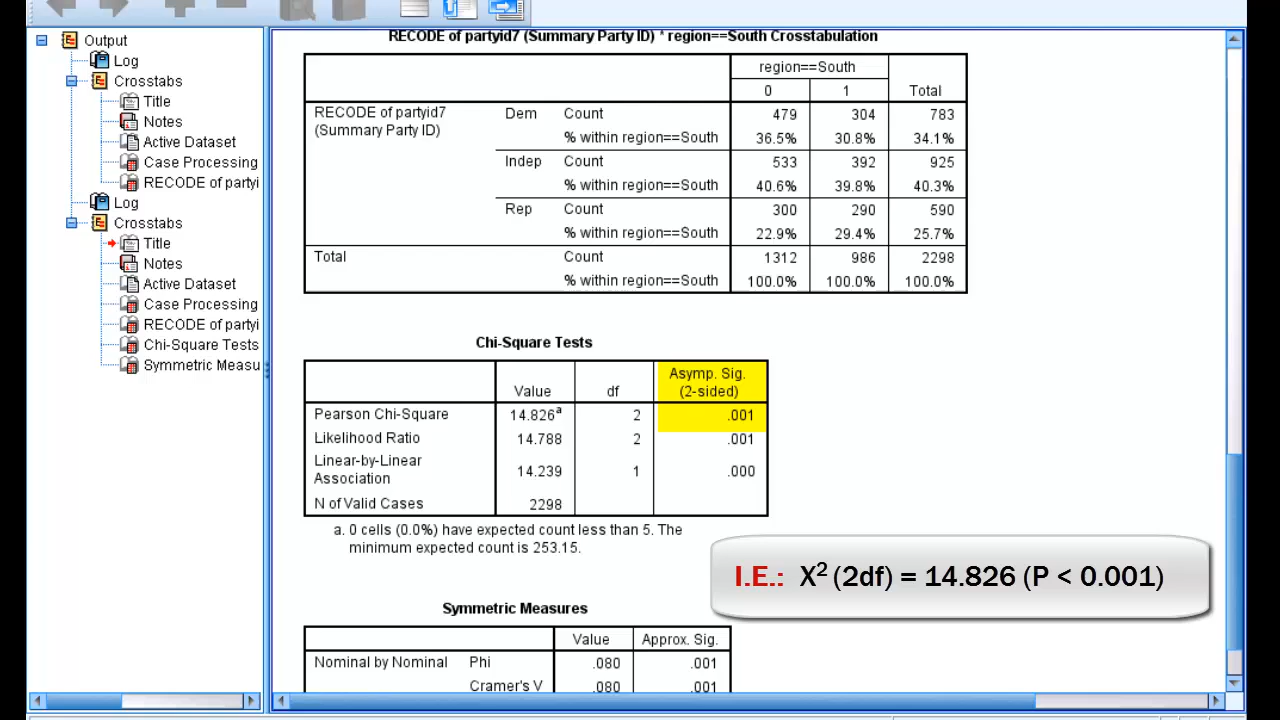 Output
Log
Crosstabs
Title
Notes
Active Dataset
Case Processing
RECODE of partyi
Log
Crosstabs
Title
Notes
Active Dataset
Case Processing
RECODE of partyi
Chi-Square Tests
Symmetric Measu
RECODE of partyid7 (Summary Party ID) * region==South Crosstabulation
region==South
0 1 Total
RECODE of partyid7 Dem Count 479 304 783
(Summary Party ID) % within region==South 36.5% 30.8% 34.1%
Indep Count 533 392 925
% within region==South 40.6% 39.8% 40.3%
Rep Count 300 290 590
% within region==South 22.9% 29.4% 25.7%
Total Count 1312 986 2298
% within region==South 100.0% 100.0% 100.0%
Chi-Square Tests
Asymp. Sig.
Value df (2-sided)
Pearson Chi-Square 14.826ª 2 .001
Likelihood Ratio 14.788 2 .001
Linear-by-Linear
Association 14.239 1 .000
N of Valid Cases 2298
a. 0 cells (0.0%) have expected count less than 5. The
minimum expected count is 253.15.
I.E.: X² (2df) = 14.826 (P < 0.001)
Symmetric Measures
Value Approx. Sig.
Nominal by Nominal Phi .080 .001
Cramer's V .080 .001